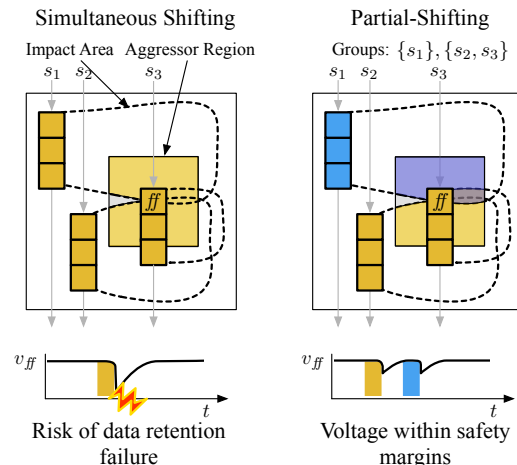 Simultaneous Shifting
Impact Area
Aggressor Region
s1
s2
s3
ff
vff
t
Risk of data retention
failure
Partial-Shifting
Groups: {s1}, {s2, s3}
s1
s2
s3
ff
vff
t
Voltage within safety
margins